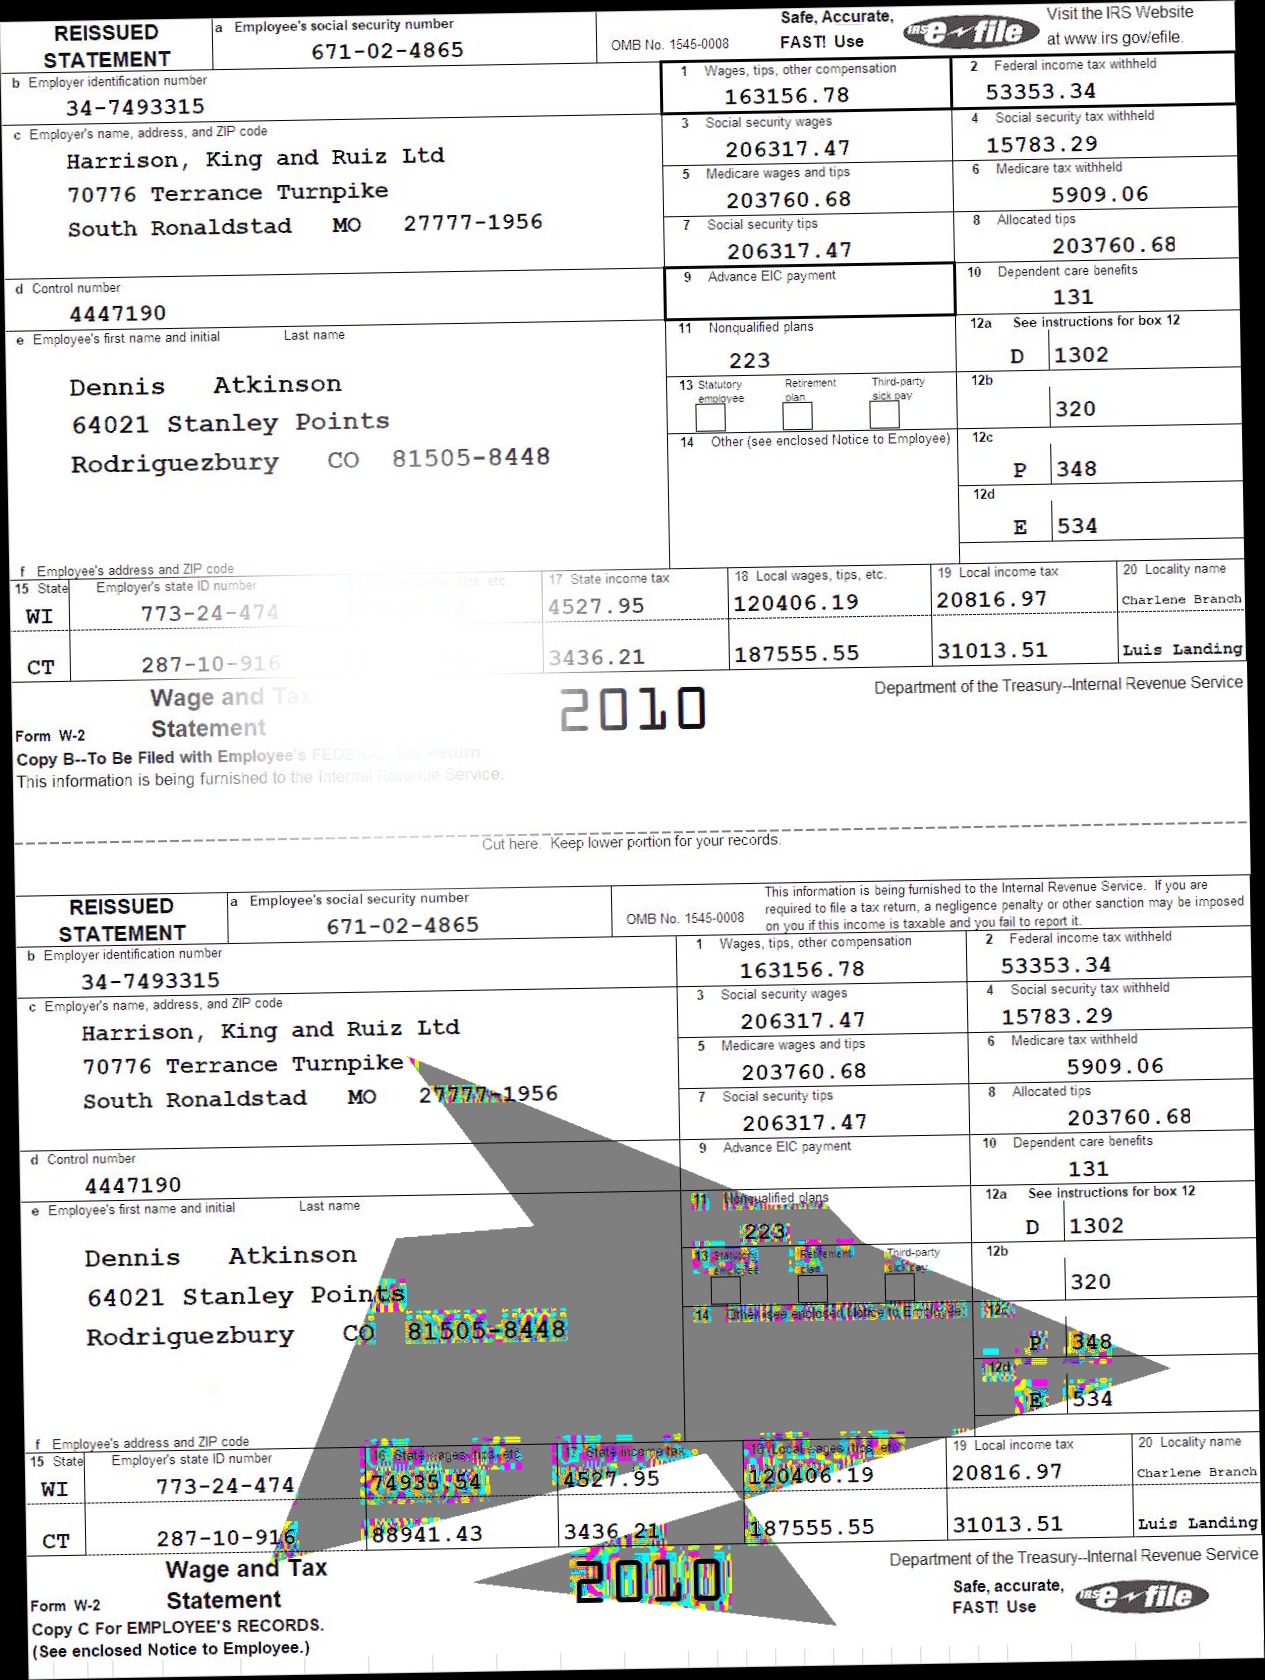 REISSUED STATEMENT
a Employee's social security number
671-02-4865
OMB No. 1545-0008
Safe, Accurate, FAST! Use
IRS e-file
Visit the IRS Website at www.irs gov/efile.
b Employer identification number
34-7493315
1 Wages, tips, other compensation
163156.78
2 Federal income tax withheld
53353.34
c Employer's name, address, and ZIP code
Harrison, King and Ruiz Ltd
70776 Terrance Turnpike
South Ronaldstad MO 27777-1956
3 Social security wages
206317.47
4 Social security tax withheld
15783.29
5 Medicare wages and tips
203760.68
6 Medicare tax withheld
5909.06
7 Social security tips
206317.47
8 Allocated tips
203760.68
d Control number
4447190
9 Advance EIC payment
10 Dependent care benefits
131
e Employee's first name and initial Last name
Dennis Atkinson
64021 Stanley Points
Rodriguezbury CO 81505-8448
11 Nonqualified plans
223
12a See instructions for box 12
D 1302
13 Statutory employee Retirement plan Third-party sick pay
12b
320
14 Other (see enclosed Notice to Employee)
12c
P 348
12d
E 534
f Employee's address and ZIP code
15 State Employer's state ID number
17 State income tax
18 Local wages, tips, etc.
19 Local income tax
20 Locality name
WI 773-24-474 4527.95 120406.19 20816.97 Charlene Branch
CT 287-10-916 3436.21 187555.55 31013.51 Luis Landing
Wage and Tax
Statement
Form W-2
2010
Department of the Treasury--Internal Revenue Service
Copy B--To Be Filed with Employee's FEDERAL Tax Return
This information is being furnished to the Internal Revenue Service.
Cut here. Keep lower portion for your records.
REISSUED STATEMENT
a Employee's social security number
671-02-4865
OMB No. 1545-0008
This information is being furnished to the Internal Revenue Service. If you are
required to file a tax return, a negligence penalty or other sanction may be imposed
on you if this income is taxable and you fail to report it.
b Employer identification number
34-7493315
1 Wages, tips, other compensation
163156.78
2 Federal income tax withheld
53353.34
c Employer's name, address, and ZIP code
Harrison, King and Ruiz Ltd
70776 Terrance Turnpike
South Ronaldstad MO 27777-1956
3 Social security wages
206317.47
4 Social security tax withheld
15783.29
5 Medicare wages and tips
203760.68
6 Medicare tax withheld
5909.06
7 Social security tips
206317.47
8 Allocated tips
203760.68
d Control number
4447190
9 Advance EIC payment
10 Dependent care benefits
131
e Employee's first name and initial Last name
Dennis Atkinson
64021 Stanley Points
Rodriguezbury CO 81505-8448
11 Nonqualified plans
223
12a See instructions for box 12
D 1302
13 Statutory employee Retirement plan Third-party sick pay
12b
320
14 Other (see enclosed Notice to Employee)
12c
P 348
12d
E 534
f Employee's address and ZIP code
15 State Employer's state ID number
16 State wages, tips, etc.
17 State income tax
18 Local wages, tips, etc.
19 Local income tax
20 Locality name
WI 773-24-474 74935.54 4527.95 120406.19 20816.97 Charlene Branch
CT 287-10-916 88941.43 3436.21 187555.55 31013.51 Luis Landing
Wage and Tax
Statement
Form W-2
2010
Department of the Treasury--Internal Revenue Service
Safe, accurate, FAST! Use
IRS e-file
Copy C For EMPLOYEE'S RECORDS.
(See enclosed Notice to Employee.)